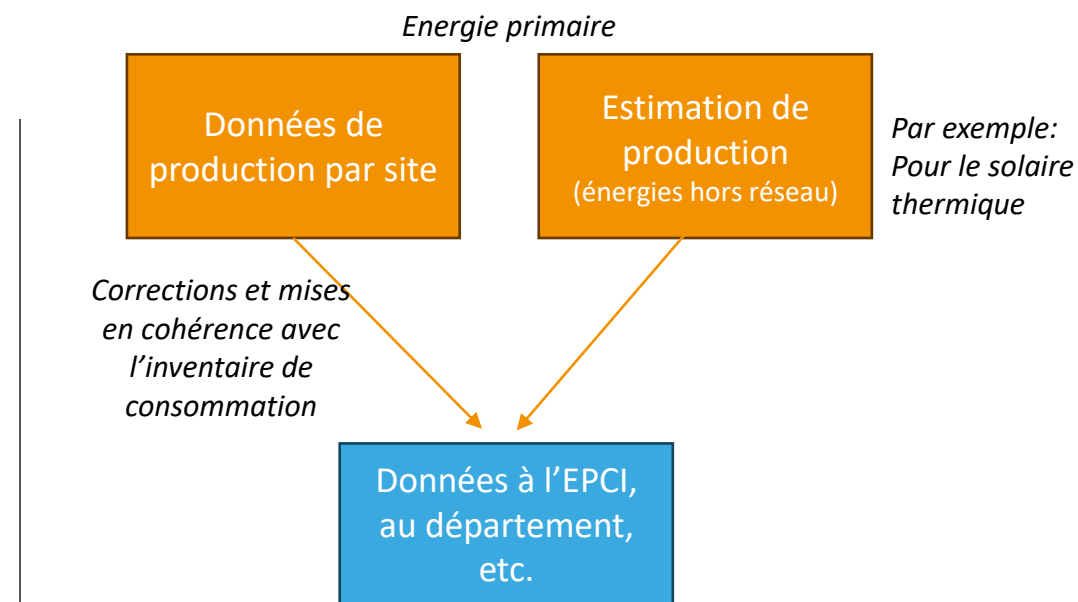 Energie primaire
Données de
production par site
Estimation de
production
(énergies hors réseau)
Par exemple:
Pour le solaire
thermique
Corrections et mises
en cohérence avec
l’inventaire de
consommation
Données à l’EPCI,
au département,
etc.